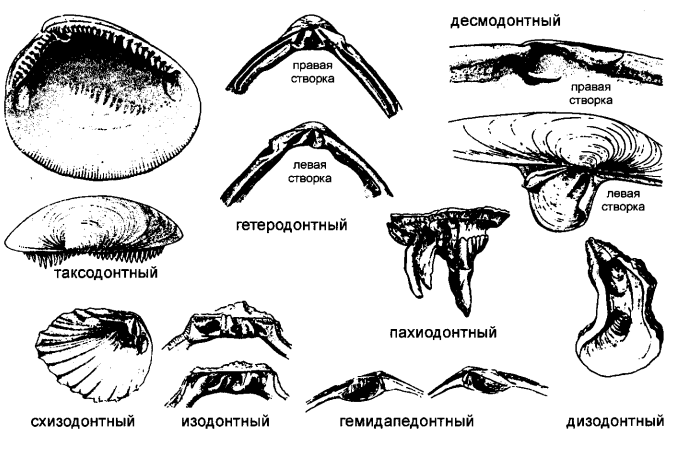 десмодонтный
правая
створка
правая
створка
левая
створка
левая
створка
гетеродонтный
таксодонтный
пахиодонтный
схизодонтный
изодонтный
гемидапедонтный
дизодонтный